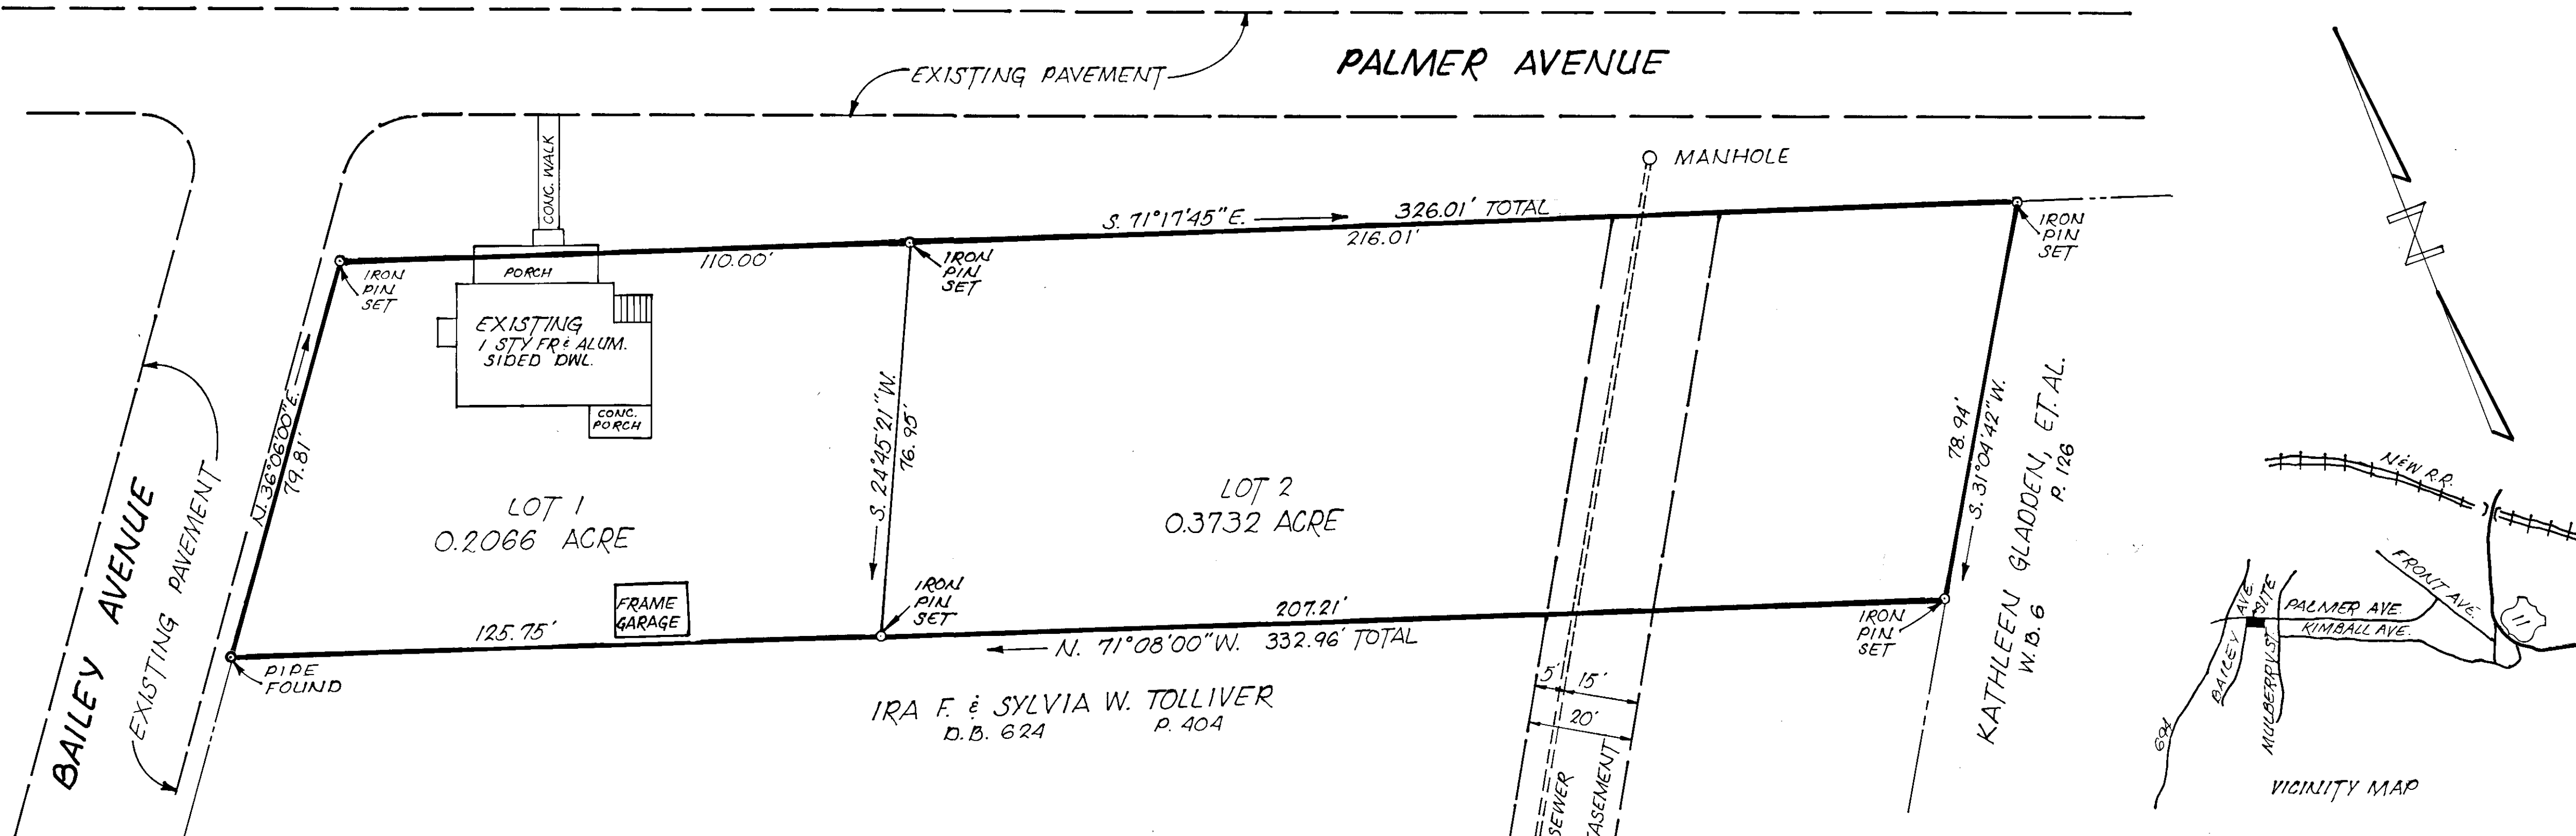 EXISTING PAVEMENT
PALMER AVENUE
CONC. WALK
MANHOLE
S. 71°17'45"E.
326.01' TOTAL
110.00'
216.01'
IRON
PIN
SET
PORCH
IRON
PIN
SET
IRON
PIN
SET
EXISTING
1 STY FR & ALUM.
SIDED DWL.
CONC.
PORCH
N. 36°06'00"E.
79.81'
S. 24°45'21"W.
76.95'
78.94'
S. 31°04'42"W.
KATHLEEN GLADDEN, ET. AL.
W.B. 6 P. 126
BAILEY AVENUE
EXISTING PAVEMENT
LOT 1
0.2066 ACRE
LOT 2
0.3732 ACRE
FRAME
GARAGE
IRON
PIN
SET
IRON
PIN
SET
125.75'
207.21'
N. 71°08'00"W. 332.96' TOTAL
PIPE
FOUND
IRA F. & SYLVIA W. TOLLIVER
D.B. 624 P. 404
5' 15'
20'
SEWER
EASEMENT
N
NEW R.R.
FRONT AVE.
11
SITE
PALMER AVE.
KIMBALL AVE.
BAILEY AVE.
MULBERRY ST.
694
VICINITY MAP